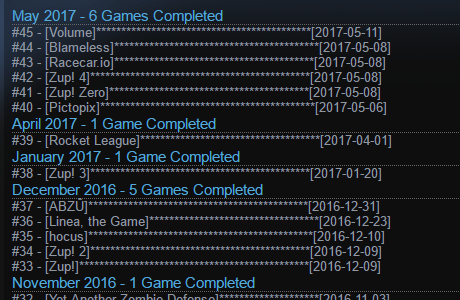 May 2017 - 6 Games Completed
#45 - [Volume]******************************************[2017-05-11]
#44 - [Blameless]****************************************[2017-05-08]
#43 - [Racecar.io]***************************************[2017-05-08]
#42 - [Zup! 4]******************************************[2017-05-08]
#41 - [Zup! Zero]***************************************[2017-05-08]
#40 - [Pictopix]*****************************************[2017-05-06]
April 2017 - 1 Game Completed
#39 - [Rocket League]***********************************[2017-04-01]
January 2017 - 1 Game Completed
#38 - [Zup! 3]******************************************[2017-01-20]
December 2016 - 5 Games Completed
#37 - [ABZÛ]*******************************************[2016-12-31]
#36 - [Linea, the Game]*********************************[2016-12-23]
#35 - [hocus]*******************************************[2016-12-10]
#34 - [Zup! 2]******************************************[2016-12-09]
#33 - [Zup!]********************************************[2016-12-09]
November 2016 - 1 Game Completed
#32 - [Yet Another Zombie Defense]********************[2016-11-03]